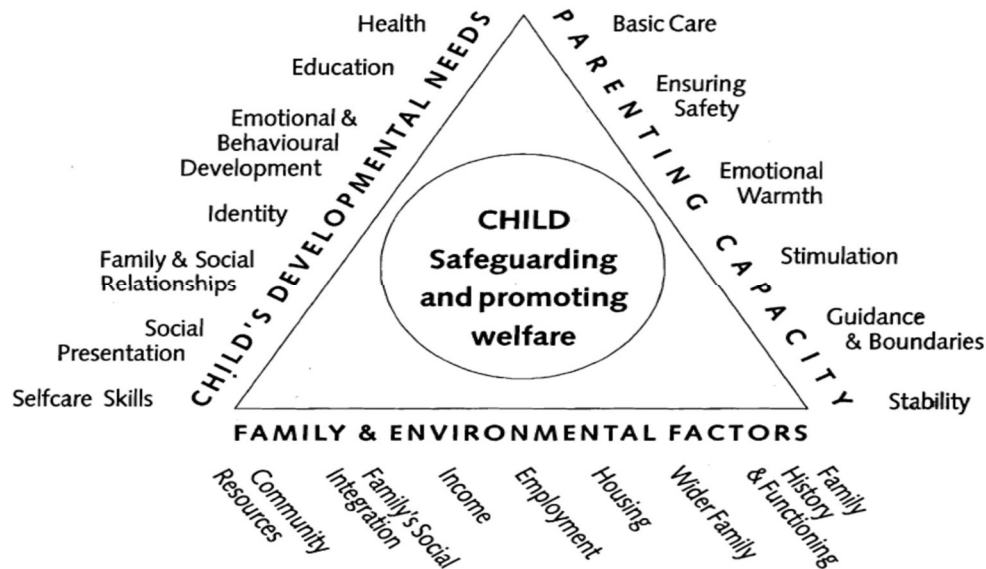 Health
Education
Emotional &
Behavioural
Development
Identity
Family & Social
Relationships
Social
Presentation
Selfcare Skills
CHILD'S DEVELOPMENTAL NEEDS
CHILD
Safeguarding
and promoting
welfare
PARENTING CAPACITY
Basic Care
Ensuring
Safety
Emotional
Warmth
Stimulation
Guidance
& Boundaries
Stability
FAMILY & ENVIRONMENTAL FACTORS
Community
Resources
Family's Social
Integration
Income
Employment
Housing
Wider Family
Family
History
& Functioning